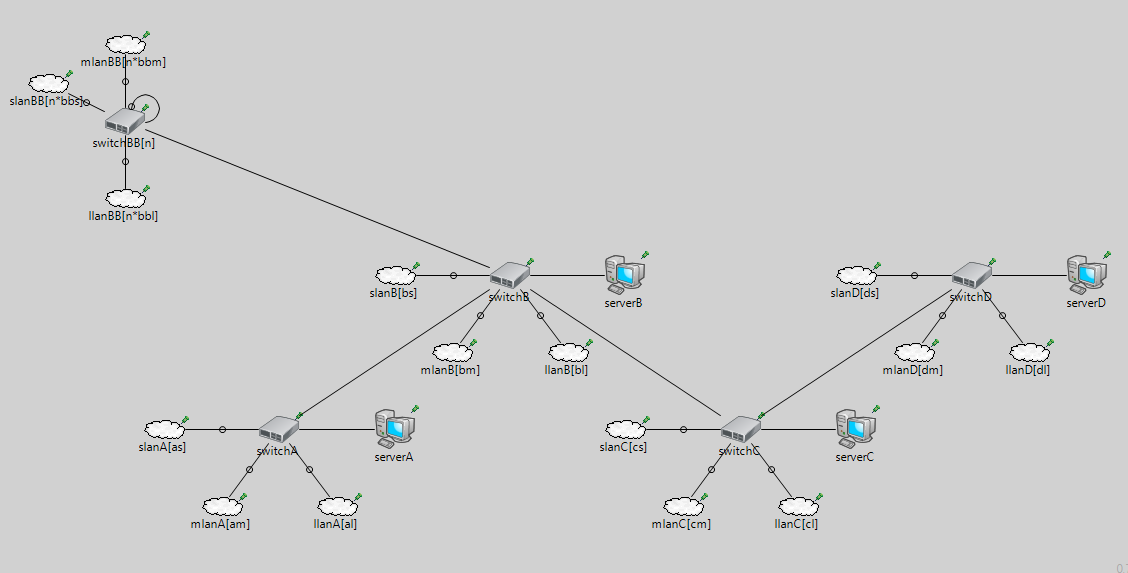 mlanBB[n*bbm]
slanBB[n*bbs]
switchBB[n]
llanBB[n*bbl]
slanB[bs]
switchB
serverB
slanD[ds]
switchD
serverD
mlanB[bm]
llanB[bl]
mlanD[dm]
llanD[dl]
slanA[as]
switchA
serverA
slanC[cs]
switchC
serverC
mlanA[am]
llanA[al]
mlanC[cm]
llanC[cl]